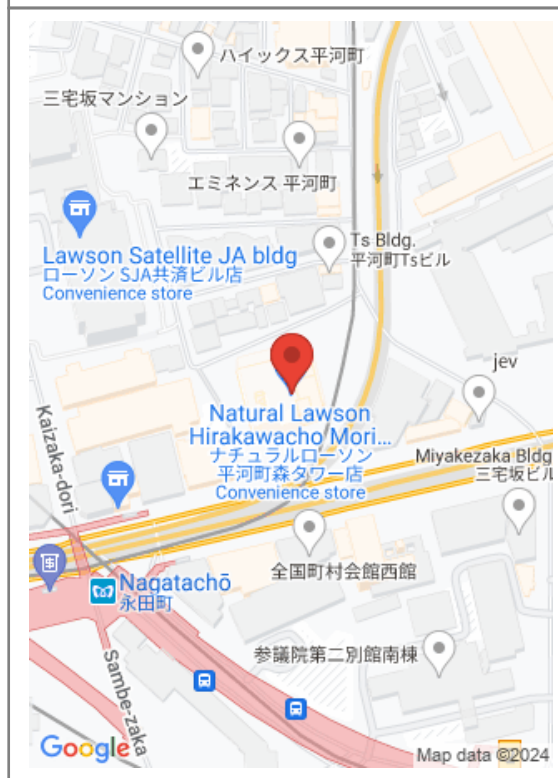 ハイックス平河町
三宅坂マンション
エミネンス 平河町
Ts Bldg.
平河町Tsビル
Lawson Satellite JA bldg
ローソン SJA共済ビル店
Convenience store
jev
Natural Lawson
Hirakawacho Mori...
ナチュラルローソン
平河町森タワー店
Convenience store
Kaizaka-dori
Miyakezaka Bldg
三宅坂ビル
全国町村会館西館
Nagatachō
永田町
参議院第二別館南棟
Sambe-zaka
Google
Map data ©2024